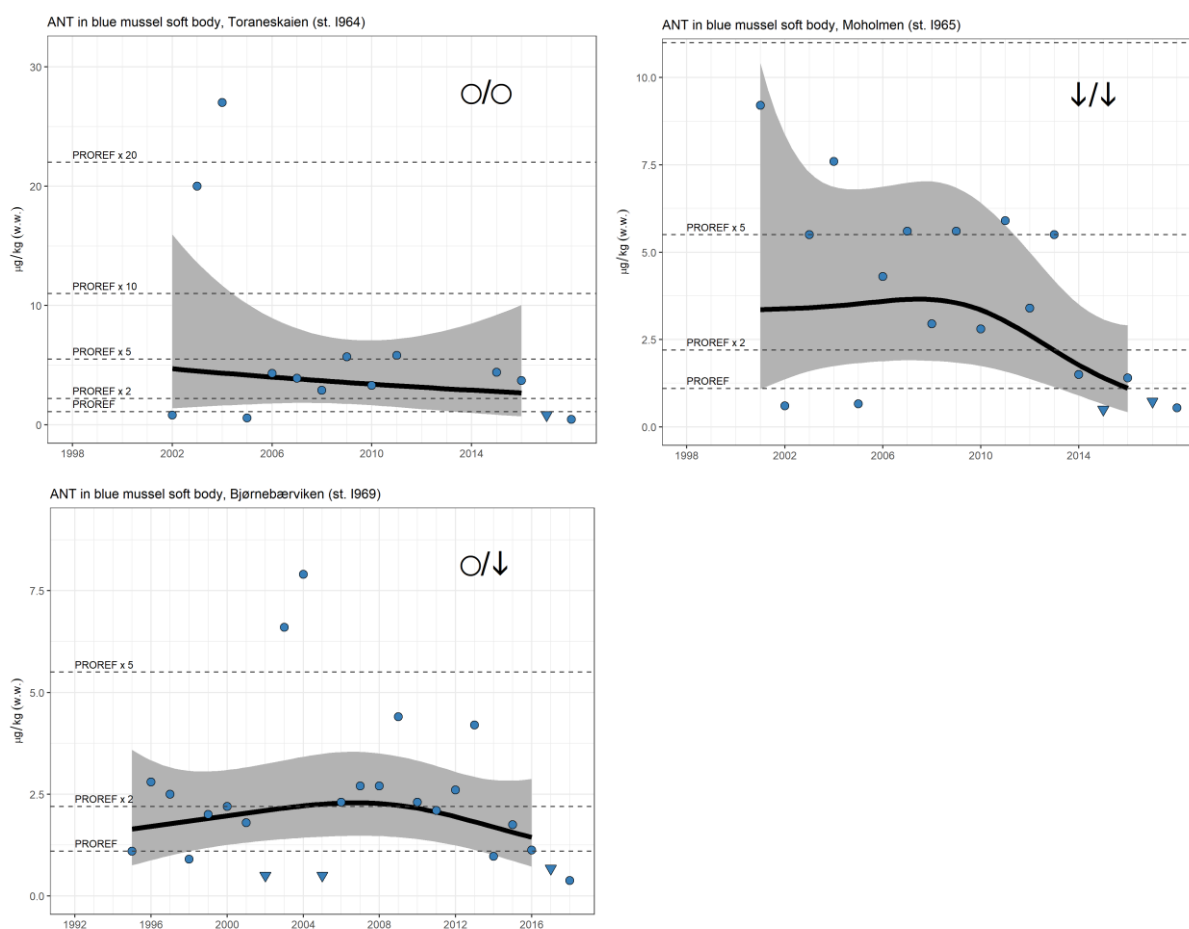 ANT in blue mussel soft body, Toraneskaien (st. I964)
30
20
10
0
µg/kg (w.w.)
PROREF x 20
PROREF x 10
PROREF x 5
PROREF x 2
PROREF
○/○
1998 2002 2006 2010 2014
ANT in blue mussel soft body, Moholmen (st. I965)
10.0
7.5
5.0
2.5
0.0
µg/kg (w.w.)
PROREF x 5
PROREF x 2
PROREF
↓/↓
1998 2002 2006 2010 2014
ANT in blue mussel soft body, Bjørnebærviken (st. I969)
7.5
5.0
2.5
0.0
µg/kg (w.w.)
PROREF x 5
PROREF x 2
PROREF
○/↓
1992 1996 2000 2004 2008 2012 2016